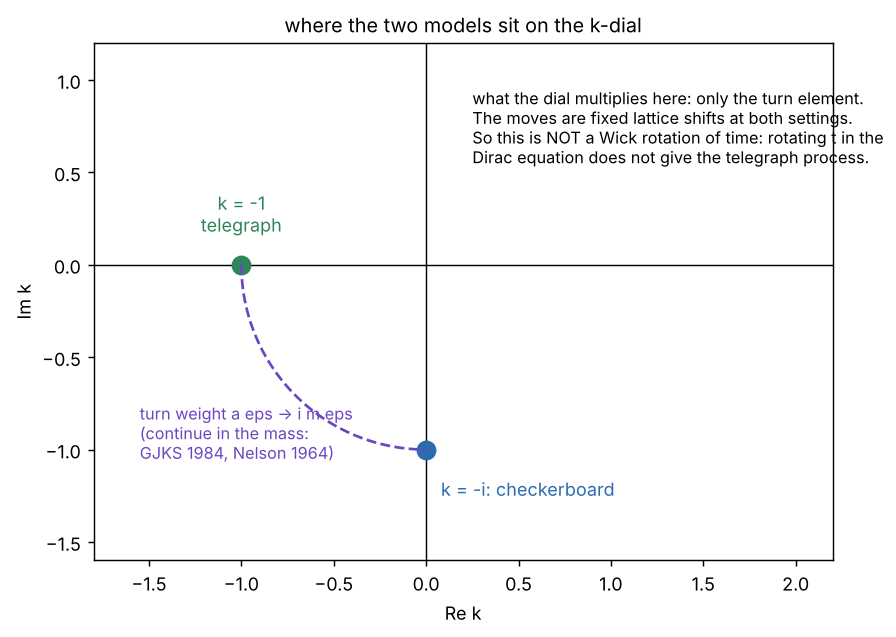 where the two models sit on the k-dial
what the dial multiplies here: only the turn element.
The moves are fixed lattice shifts at both settings.
So this is NOT a Wick rotation of time: rotating t in the
Dirac equation does not give the telegraph process.
k = -1
telegraph
turn weight a eps → i m eps
(continue in the mass:
GJKS 1984, Nelson 1964)
k = -i: checkerboard
1.0
0.5
0.0
−0.5
−1.0
−1.5
Im k
−1.5
−1.0
−0.5
0.0
0.5
1.0
1.5
2.0
Re k